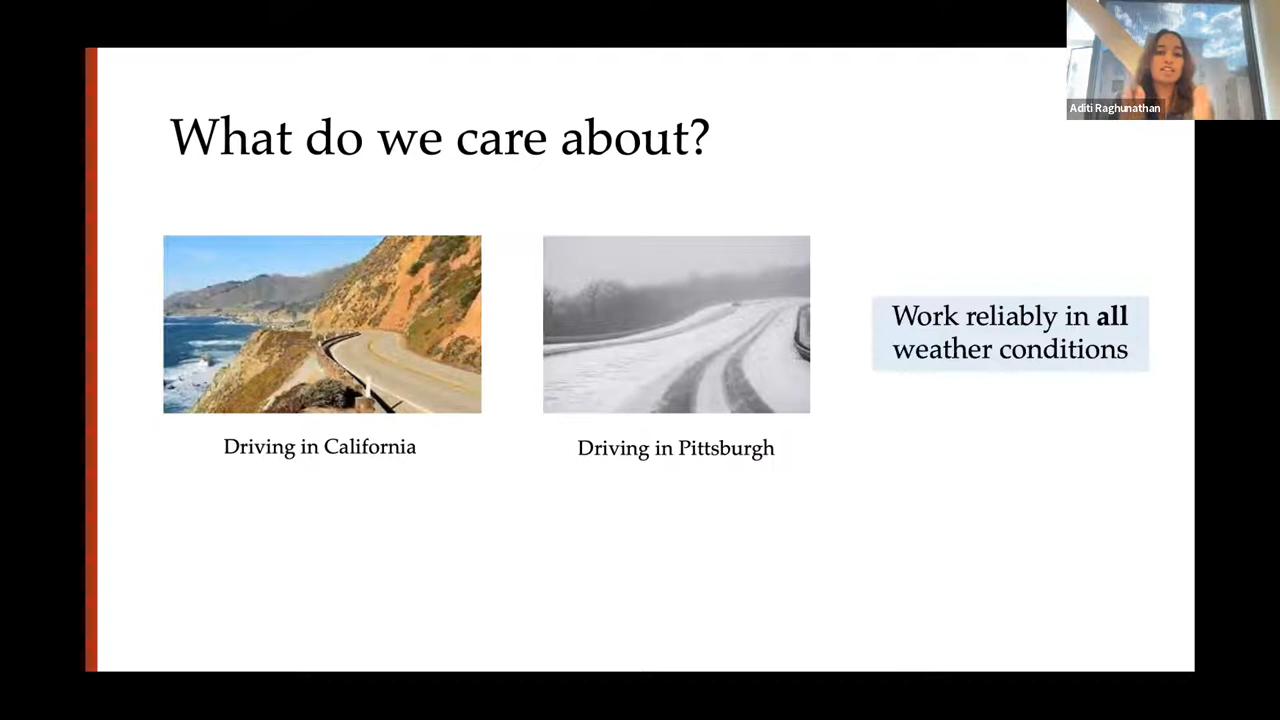 Aditi Raghunathan
What do we care about?
Work reliably in all
weather conditions
Driving in California
Driving in Pittsburgh